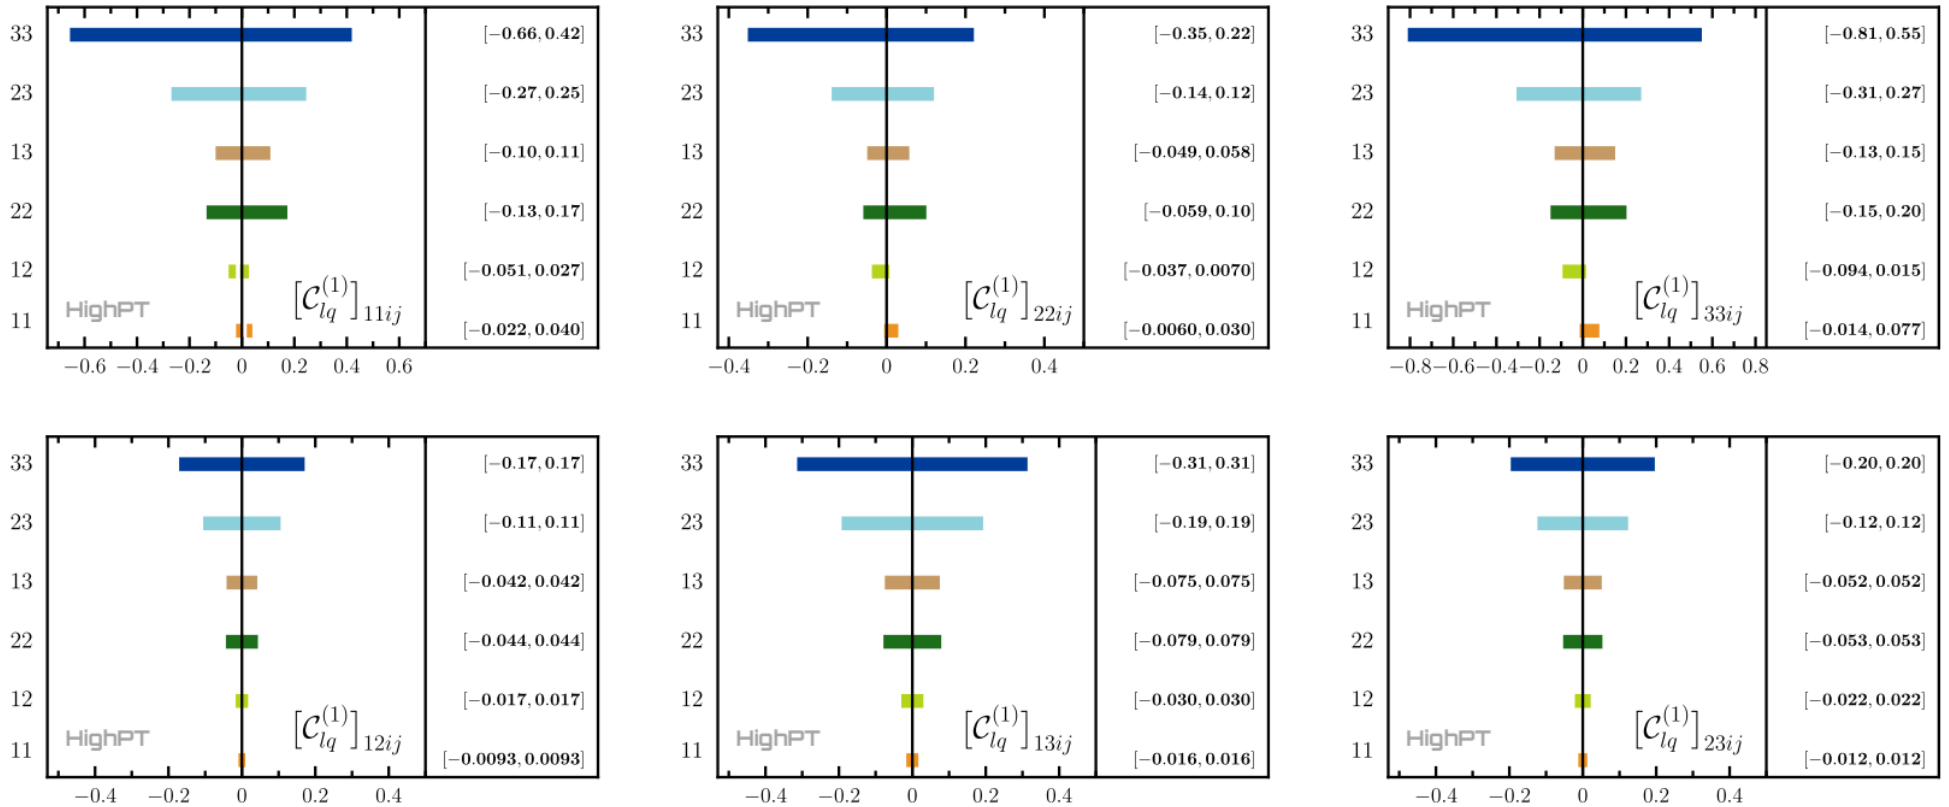 33 [−0.66, 0.42]
23 [−0.27, 0.25]
13 [−0.10, 0.11]
22 [−0.13, 0.17]
12 [−0.051, 0.027]
11 [−0.022, 0.040]
HighPT [C_{lq}^{(1)}]_{11ij}
−0.6 −0.4 −0.2 0 0.2 0.4 0.6
33 [−0.35, 0.22]
23 [−0.14, 0.12]
13 [−0.049, 0.058]
22 [−0.059, 0.10]
12 [−0.037, 0.0070]
11 [−0.0060, 0.030]
HighPT [C_{lq}^{(1)}]_{22ij}
−0.4 −0.2 0 0.2 0.4
33 [−0.81, 0.55]
23 [−0.31, 0.27]
13 [−0.13, 0.15]
22 [−0.15, 0.20]
12 [−0.094, 0.015]
11 [−0.014, 0.077]
HighPT [C_{lq}^{(1)}]_{33ij}
−0.8 −0.6 −0.4 −0.2 0 0.2 0.4 0.6 0.8
33 [−0.17, 0.17]
23 [−0.11, 0.11]
13 [−0.042, 0.042]
22 [−0.044, 0.044]
12 [−0.017, 0.017]
11 [−0.0093, 0.0093]
HighPT [C_{lq}^{(1)}]_{12ij}
−0.4 −0.2 0 0.2 0.4
33 [−0.31, 0.31]
23 [−0.19, 0.19]
13 [−0.075, 0.075]
22 [−0.079, 0.079]
12 [−0.030, 0.030]
11 [−0.016, 0.016]
HighPT [C_{lq}^{(1)}]_{13ij}
−0.4 −0.2 0 0.2 0.4
33 [−0.20, 0.20]
23 [−0.12, 0.12]
13 [−0.052, 0.052]
22 [−0.053, 0.053]
12 [−0.022, 0.022]
11 [−0.012, 0.012]
HighPT [C_{lq}^{(1)}]_{23ij}
−0.4 −0.2 0 0.2 0.4